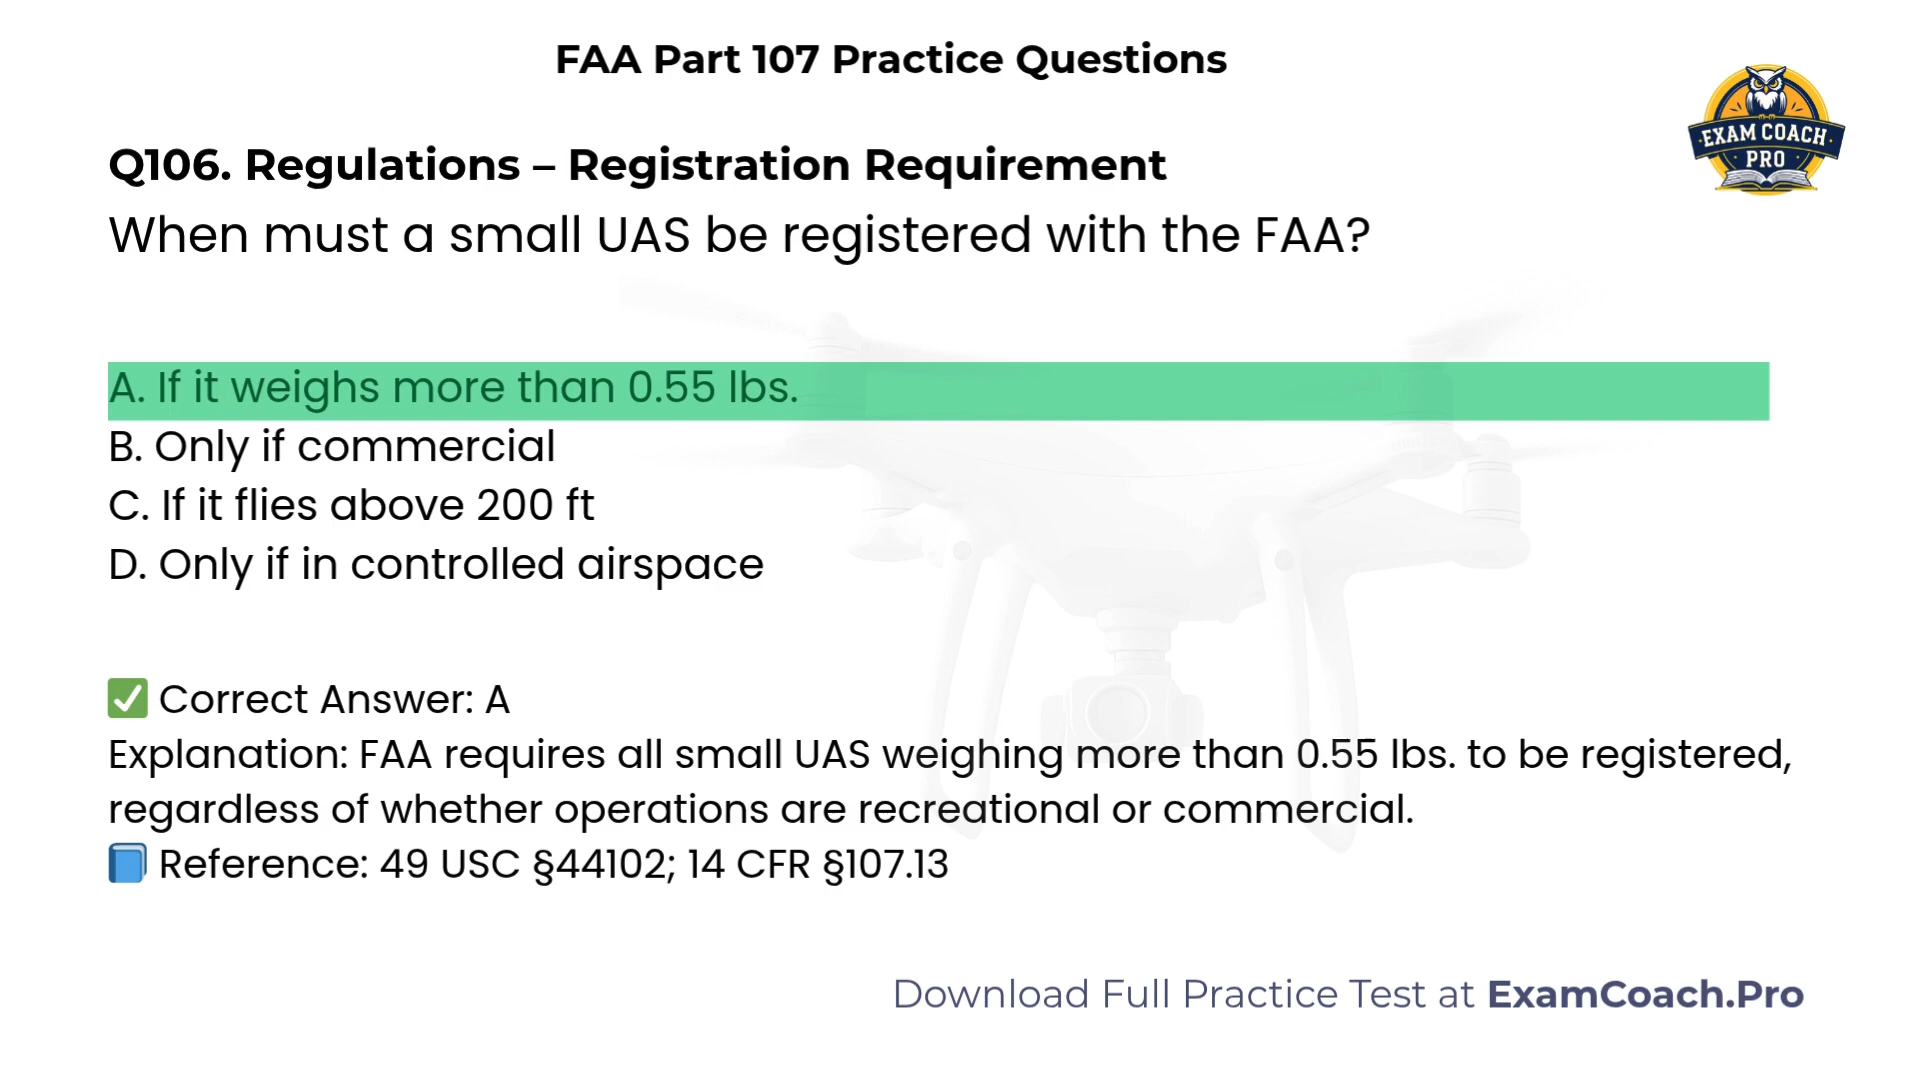 FAA Part 107 Practice Questions
EXAM COACH
PRO
Q106. Regulations – Registration Requirement
When must a small UAS be registered with the FAA?
A. If it weighs more than 0.55 lbs.
B. Only if commercial
C. If it flies above 200 ft
D. Only if in controlled airspace
✅ Correct Answer: A
Explanation: FAA requires all small UAS weighing more than 0.55 lbs. to be registered,
regardless of whether operations are recreational or commercial.
📘 Reference: 49 USC §44102; 14 CFR §107.13
Download Full Practice Test at ExamCoach.Pro